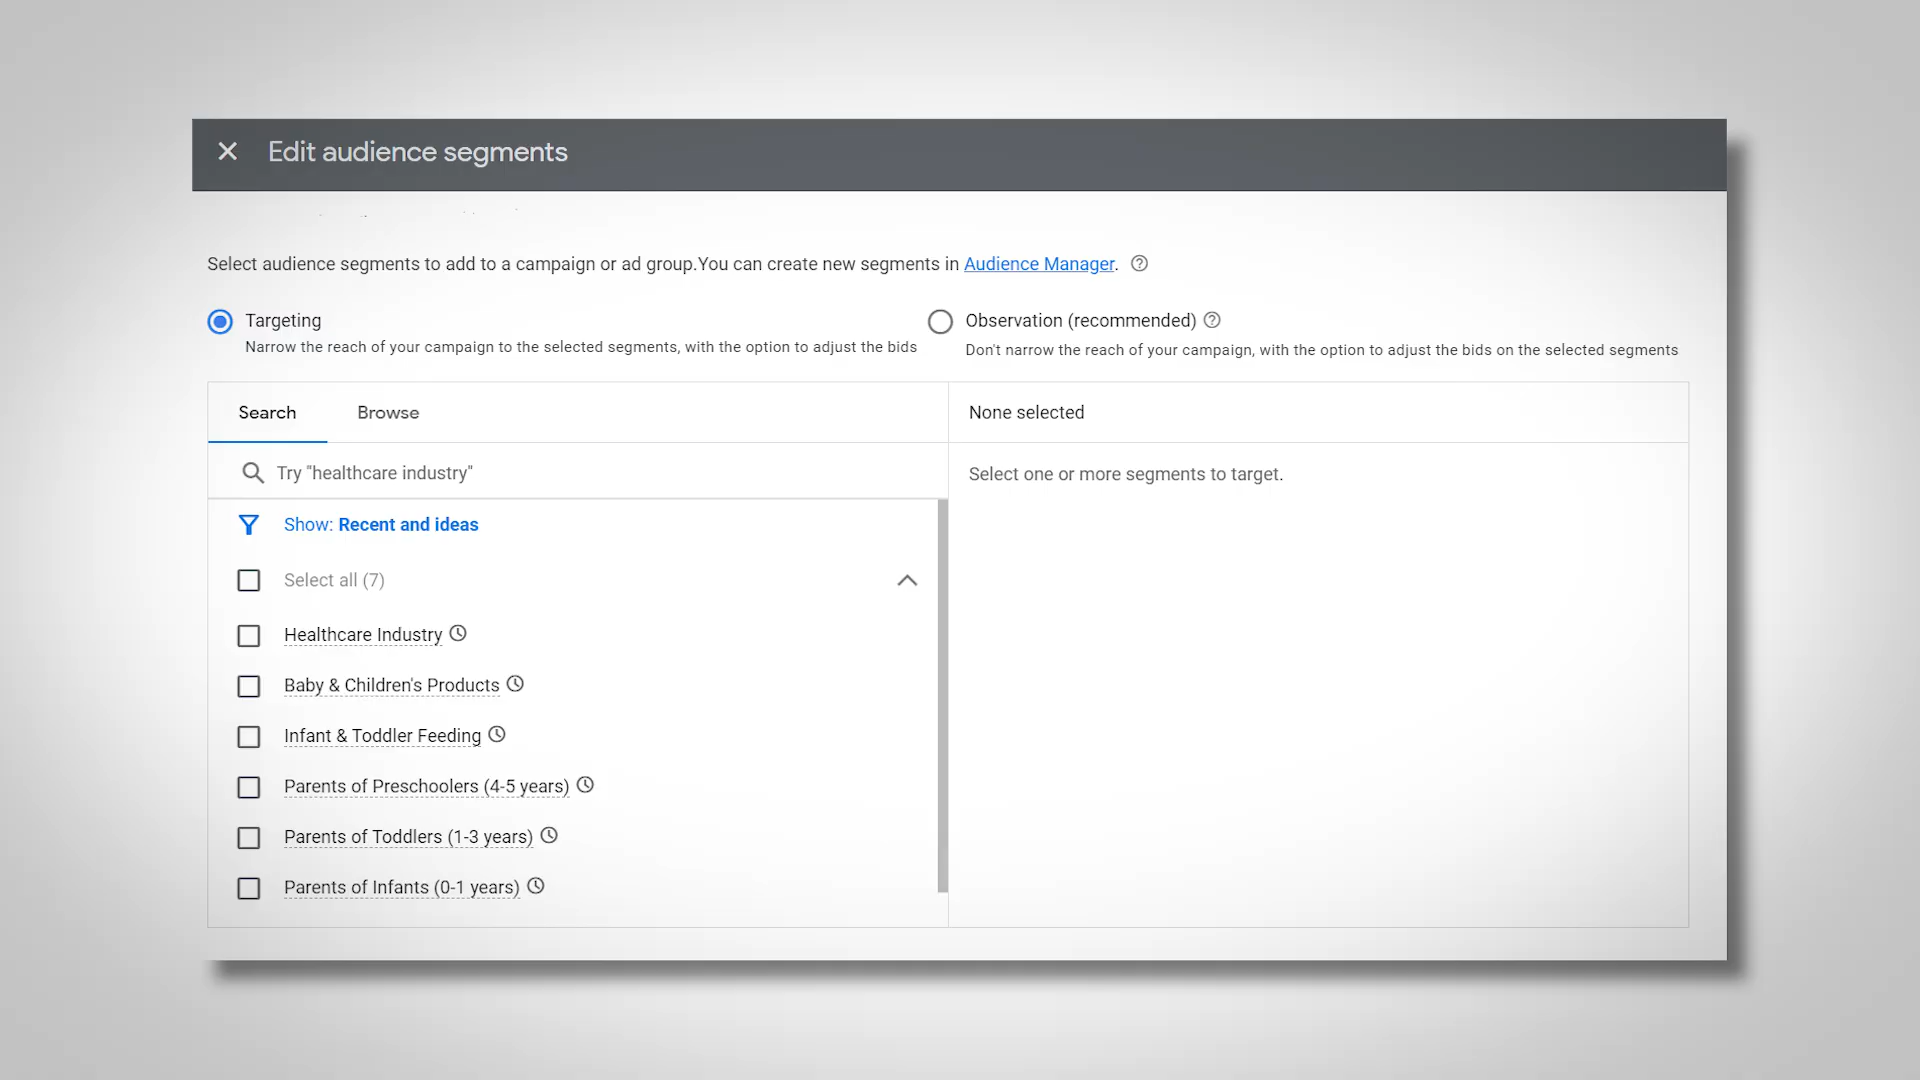 Edit audience segments
Select audience segments to add to a campaign or ad group.You can create new segments in Audience Manager.
Targeting
Narrow the reach of your campaign to the selected segments, with the option to adjust the bids
Observation (recommended)
Don't narrow the reach of your campaign, with the option to adjust the bids on the selected segments
Search Browse
None selected
Try "healthcare industry"
Select one or more segments to target.
Show: Recent and ideas
Select all (7)
Healthcare Industry
Baby & Children's Products
Infant & Toddler Feeding
Parents of Preschoolers (4-5 years)
Parents of Toddlers (1-3 years)
Parents of Infants (0-1 years)